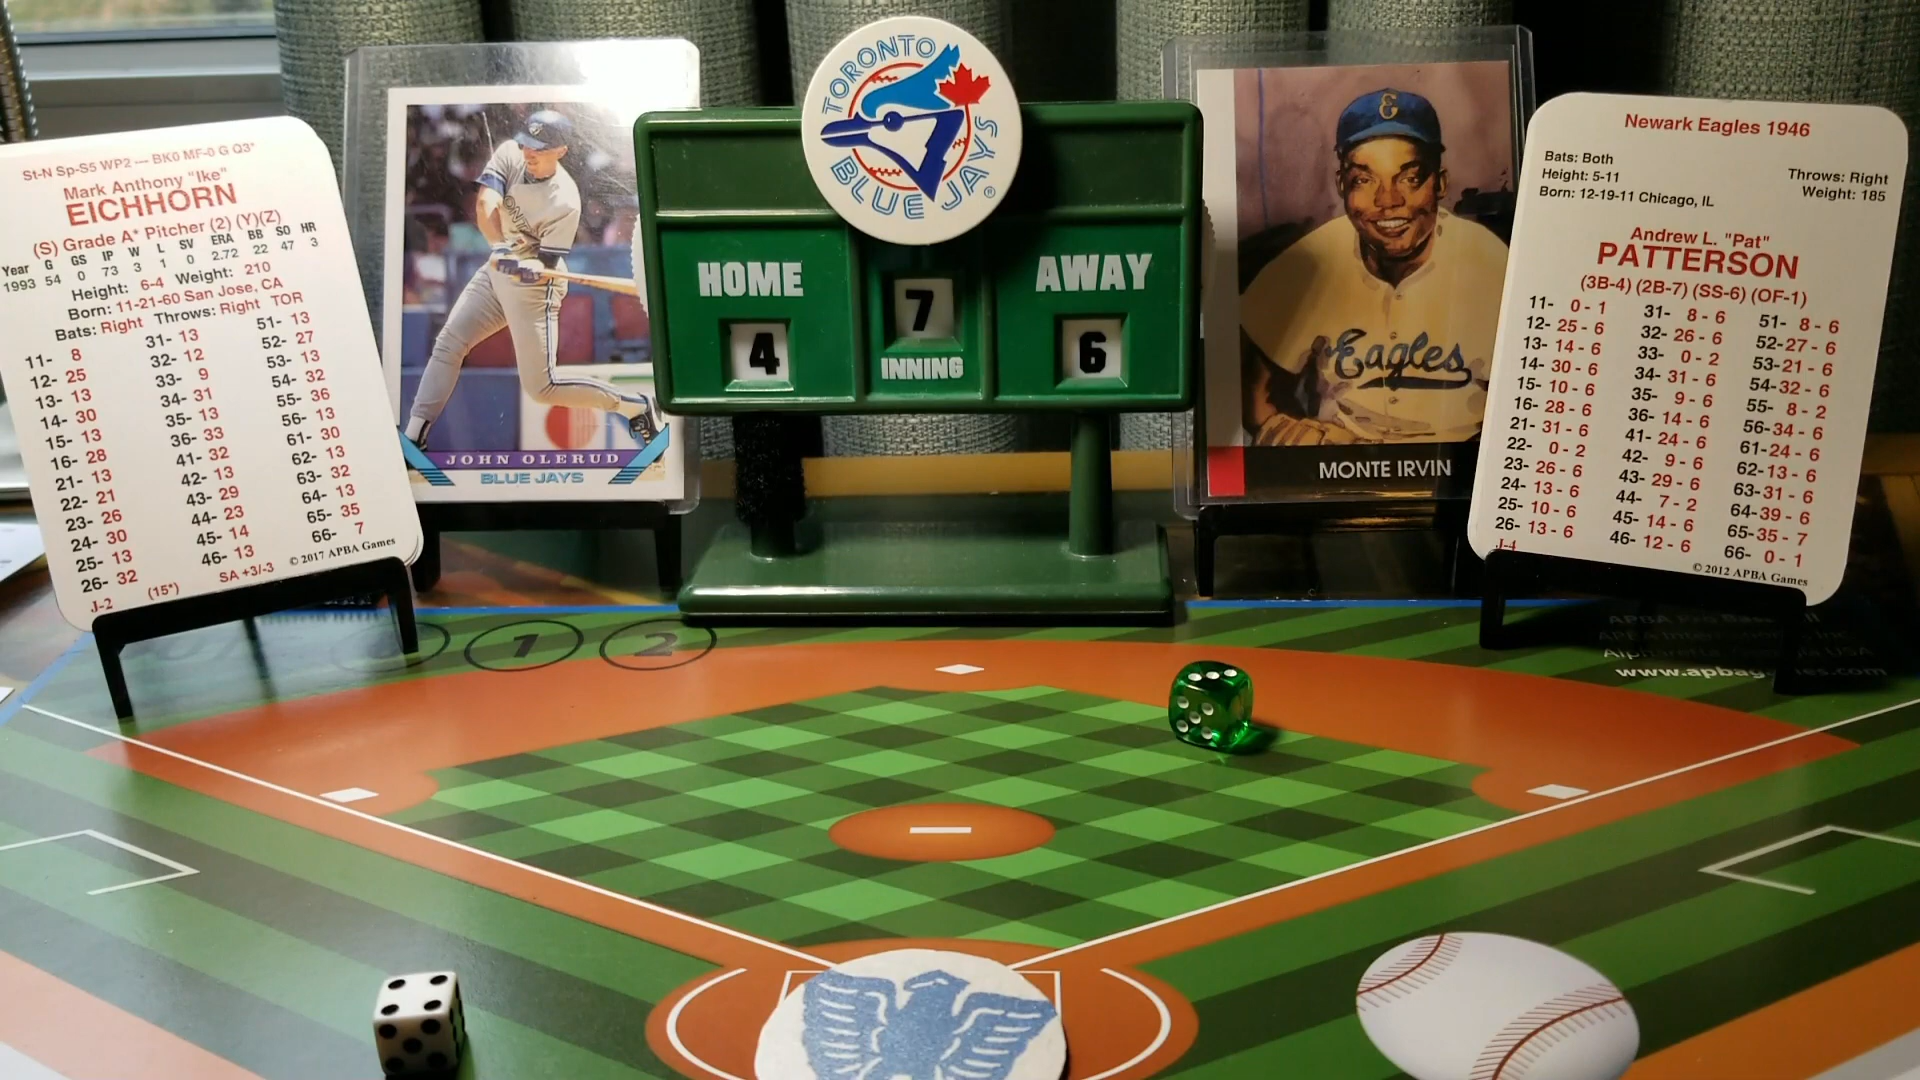 St-N Sp-S5 WP2 — BK0 MF-0 G Q3*
Mark Anthony "Ike"
EICHHORN
(S) Grade A* Pitcher (2) (Y)(Z)
Year G GS IP W L SV ERA BB SO HR
1993 54 0 73 3 1 0 2.72 22 47 3
Height: 6-4 Weight: 210
Born: 11-21-60 San Jose, CA
Bats: Right Throws: Right TOR
11- 8 31- 13 51- 13
12- 25 32- 12 52- 27
13- 13 33- 9 53- 13
14- 30 34- 31 54- 32
15- 13 35- 13 55- 36
16- 28 36- 33 56- 13
21- 13 41- 32 61- 30
22- 21 42- 13 62- 13
23- 26 43- 29 63- 32
24- 30 44- 23 64- 13
25- 13 45- 14 65- 35
26- 32 46- 13 66- 7
J-2 (15*) SA +3/-3 © 2017 APBA Games
JOHN OLERUD
BLUE JAYS
TORONTO
BLUE JAYS ®
HOME
4
7
INNING
AWAY
6
Eagles
MONTE IRVIN
Newark Eagles 1946
Bats: Both Throws: Right
Height: 5-11 Weight: 185
Born: 12-19-11 Chicago, IL
Andrew L. "Pat"
PATTERSON
(3B-4) (2B-7) (SS-6) (OF-1)
11- 0 - 1 31- 8 - 6 51- 8 - 6
12- 25 - 6 32- 26 - 6 52- 27 - 6
13- 14 - 6 33- 0 - 2 53- 21 - 6
14- 30 - 6 34- 31 - 6 54- 32 - 6
15- 10 - 6 35- 9 - 6 55- 8 - 2
16- 28 - 6 36- 14 - 6 56- 34 - 6
21- 31 - 6 41- 24 - 6 61- 24 - 6
22- 0 - 2 42- 9 - 6 62- 13 - 6
23- 26 - 6 43- 29 - 6 63- 31 - 6
24- 13 - 6 44- 7 - 2 64- 39 - 6
25- 10 - 6 45- 14 - 6 65- 35 - 7
26- 13 - 6 46- 12 - 6 66- 0 - 1
J-4 © 2012 APBA Games
1 2